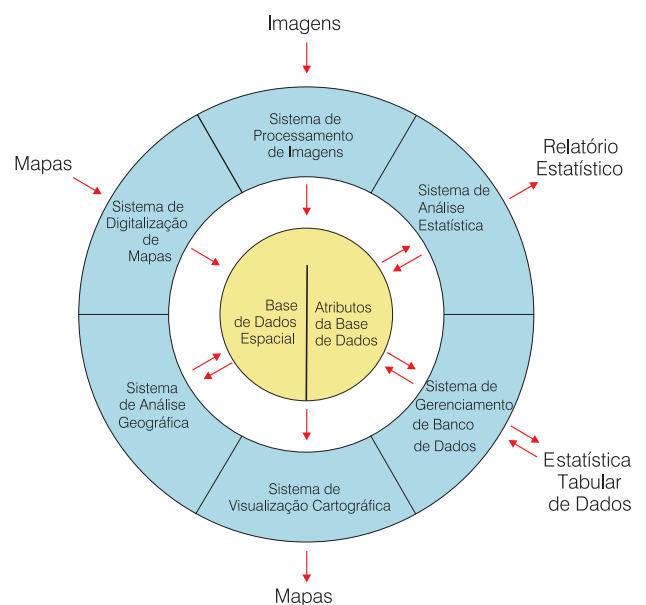 Imagens
Sistema de
Processamento
de Imagens
Relatório
Estatístico
Mapas
Sistema de
Digitalização
de
Mapas
Sistema de
Análise
Estatística
Base
de Dados
Espacial
Atributos
da Base
de Dados
Sistema
de Análise
Geográfica
Sistema de
Gerenciamento
de Banco
de Dados
Sistema de
Visualização Cartográfica
Estatística
Tabular
de Dados
Mapas